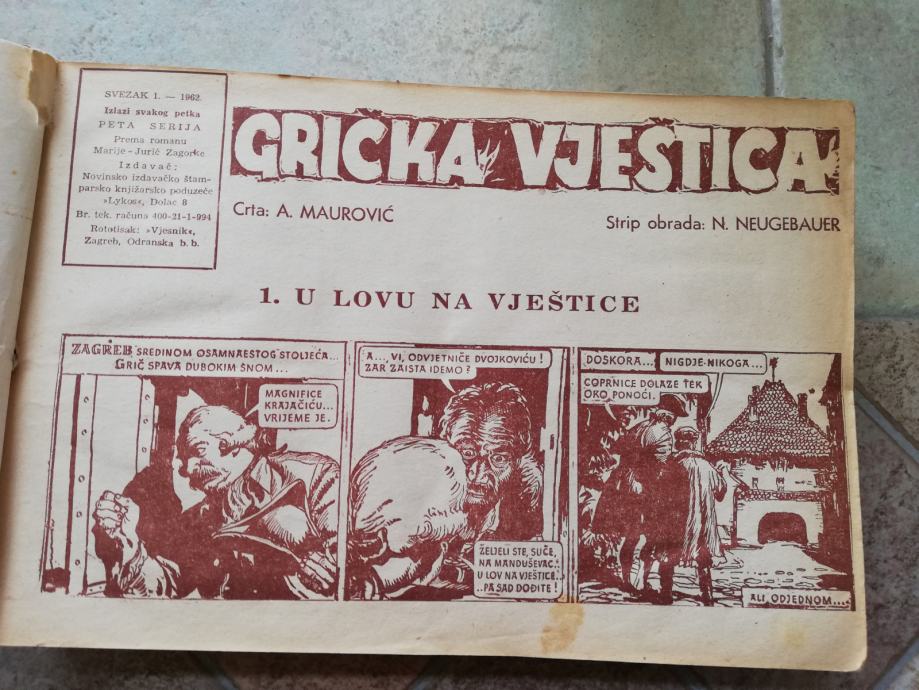 SVEZAK 1. — 1962.
Izlazi svakog petka
PETA SERIJA
Prema romanu
Marije - Jurić Zagorke
Izdavač:
Novinsko izdavačko štam-
parsko knjižarsko poduzeće
»Lykos«, Dolac 8
Br. tek. računa 400-21-1-994
Rototisak: »Vjesnik«,
Zagreb, Odranska b. b.
GRIČKA VJEŠTICA
Crta: A. MAUROVIĆ
Strip obrada: N. NEUGEBAUER
1. U LOVU NA VJEŠTICE
ZAGREB SREDINOM OSAMNAESTOG STOLJEĆA...
GRIČ SPAVA DUBOKIM SNOM...
MAGNIFICE
KRAJAČIĆU...
VRIJEME JE.
A..., VI, ODVJETNIČE DVOJKOVIĆU!
ZAR ZAISTA IDEMO?
ŽELJELI STE, SUČE,
NA MANDUŠEVAC..
U LOV NA VJEŠTICE..
..PA SAD DOĐITE!
DOSKORA... NIGDJE NIKOGA...
COPRNICE DOLAZE TEK
OKO PONOĆI.
ALI ODJEDNOM...